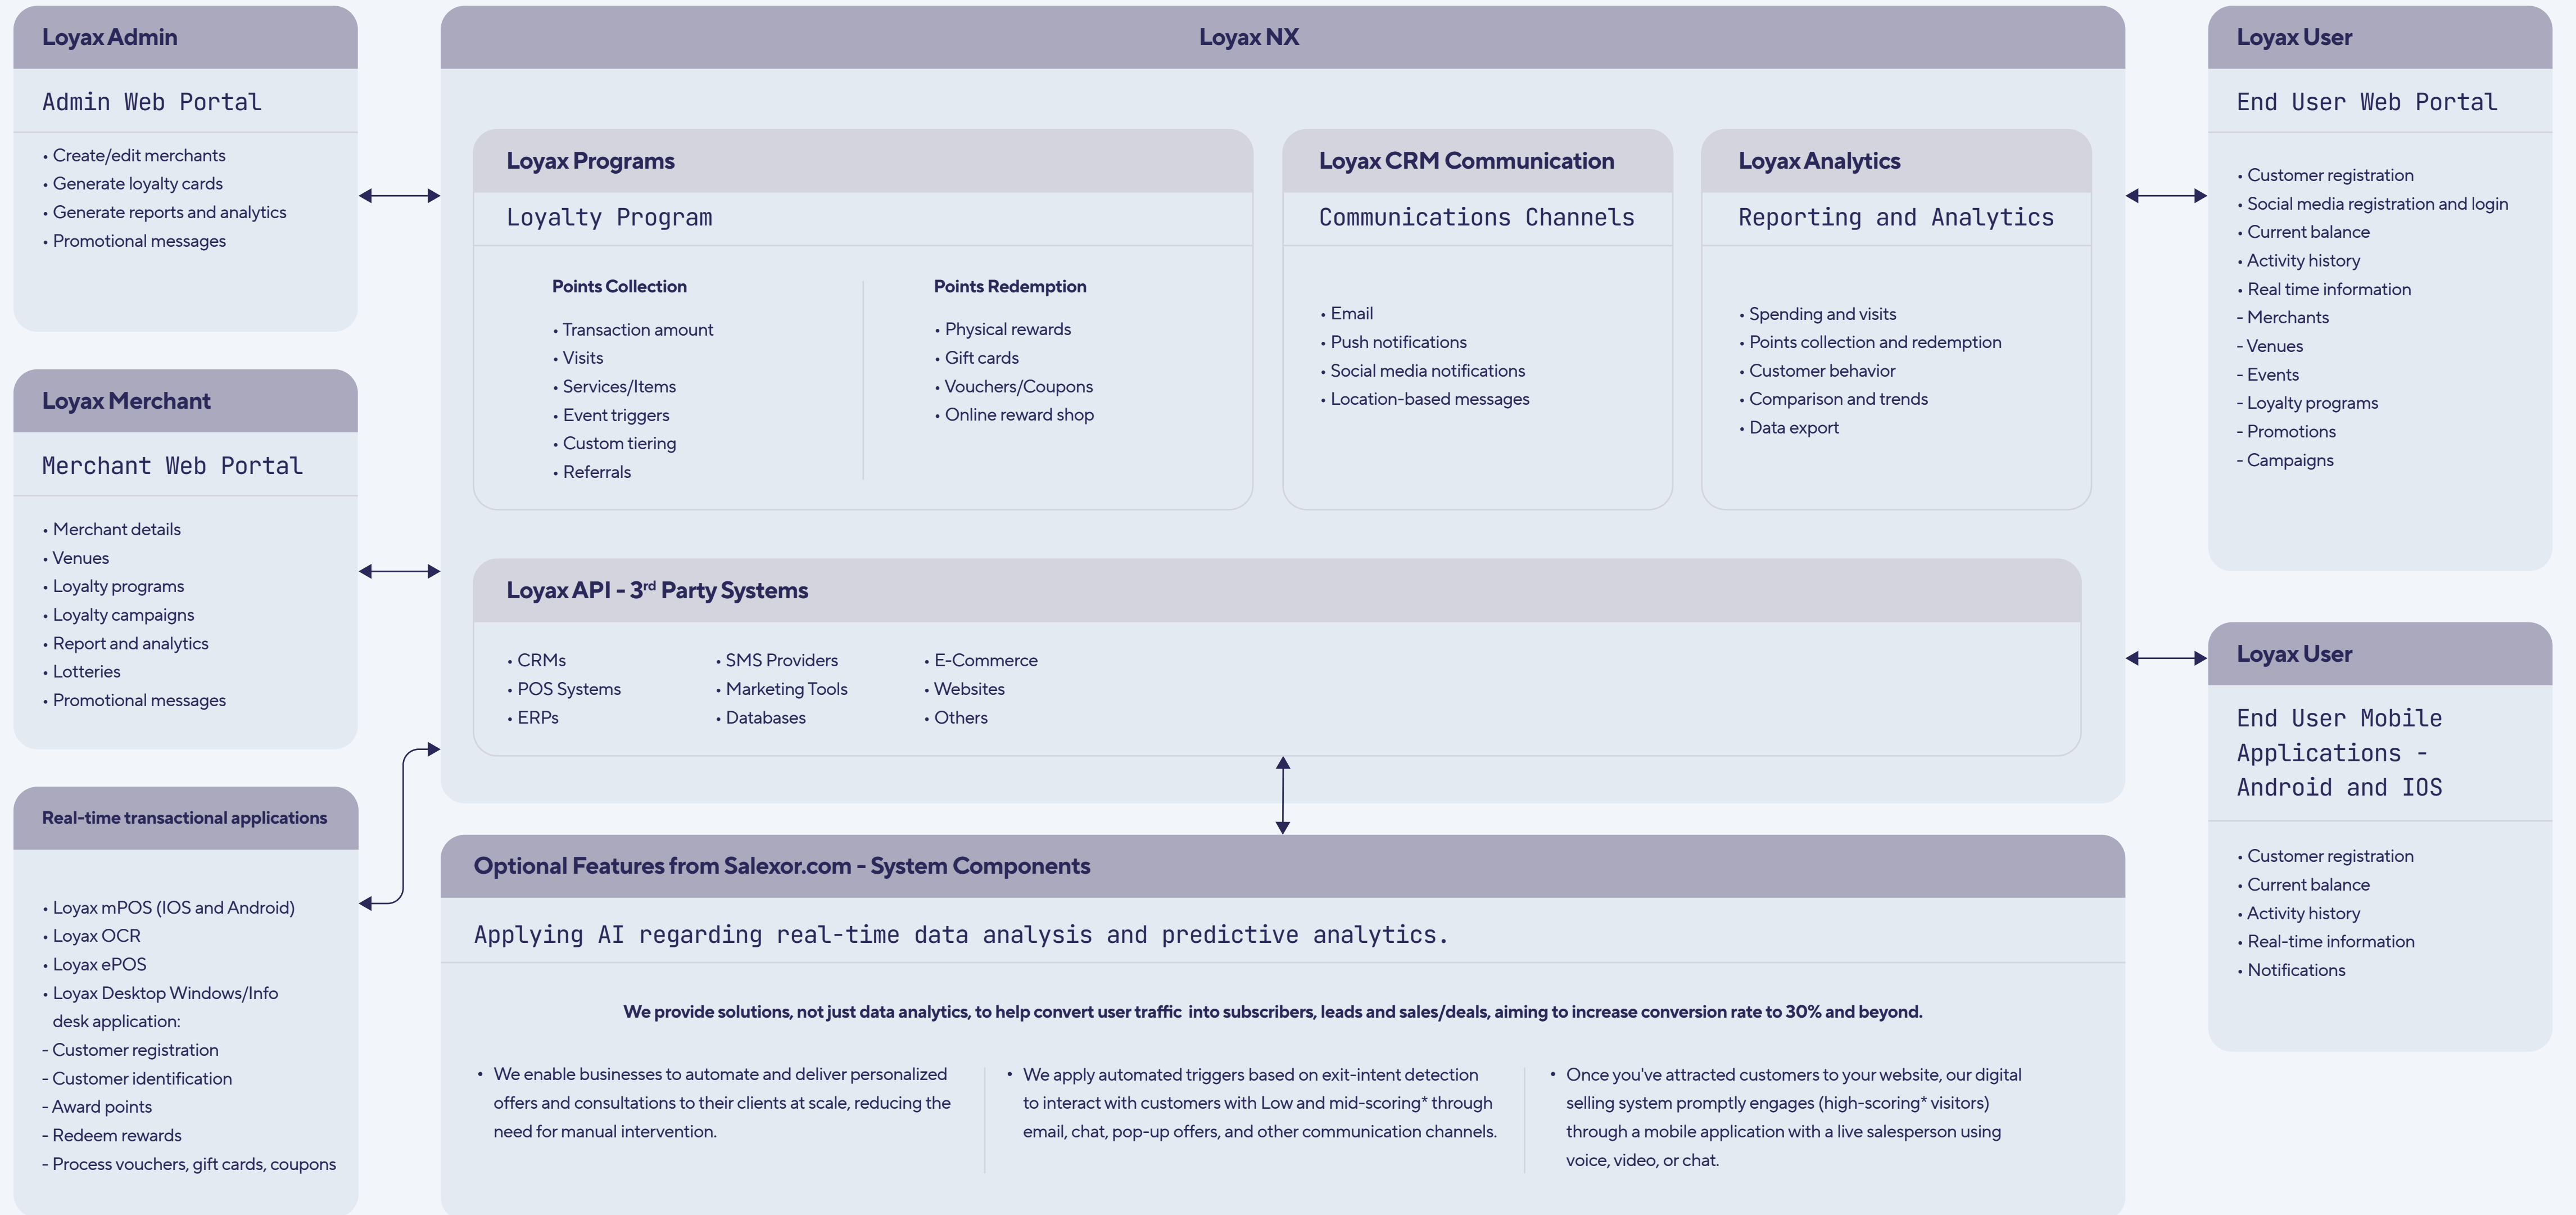 Loyax Admin
Admin Web Portal
• Create/edit merchants
• Generate loyalty cards
• Generate reports and analytics
• Promotional messages
Loyax Merchant
Merchant Web Portal
• Merchant details
• Venues
• Loyalty programs
• Loyalty campaigns
• Report and analytics
• Lotteries
• Promotional messages
Real-time transactional applications
• Loyax mPOS (IOS and Android)
• Loyax OCR
• Loyax ePOS
• Loyax Desktop Windows/Info
desk application:
- Customer registration
- Customer identification
- Award points
- Redeem rewards
- Process vouchers, gift cards, coupons
Loyax NX
Loyax Programs
Loyalty Program
Points Collection
• Transaction amount
• Visits
• Services/Items
• Event triggers
• Custom tiering
• Referrals
Points Redemption
• Physical rewards
• Gift cards
• Vouchers/Coupons
• Online reward shop
Loyax CRM Communication
Communications Channels
• Email
• Push notifications
• Social media notifications
• Location-based messages
Loyax Analytics
Reporting and Analytics
• Spending and visits
• Points collection and redemption
• Customer behavior
• Comparison and trends
• Data export
Loyax API - 3rd Party Systems
• CRMs
• POS Systems
• ERPs
• SMS Providers
• Marketing Tools
• Databases
• E-Commerce
• Websites
• Others
Optional Features from Salexor.com - System Components
Applying AI regarding real-time data analysis and predictive analytics.
We provide solutions, not just data analytics, to help convert user traffic into subscribers, leads and sales/deals, aiming to increase conversion rate to 30% and beyond.
• We enable businesses to automate and deliver personalized
offers and consultations to their clients at scale, reducing the
need for manual intervention.
• We apply automated triggers based on exit-intent detection
to interact with customers with Low and mid-scoring* through
email, chat, pop-up offers, and other communication channels.
• Once you've attracted customers to your website, our digital
selling system promptly engages (high-scoring* visitors)
through a mobile application with a live salesperson using
voice, video, or chat.
Loyax User
End User Web Portal
• Customer registration
• Social media registration and login
• Current balance
• Activity history
• Real time information
- Merchants
- Venues
- Events
- Loyalty programs
- Promotions
- Campaigns
Loyax User
End User Mobile
Applications -
Android and IOS
• Customer registration
• Current balance
• Activity history
• Real-time information
• Notifications